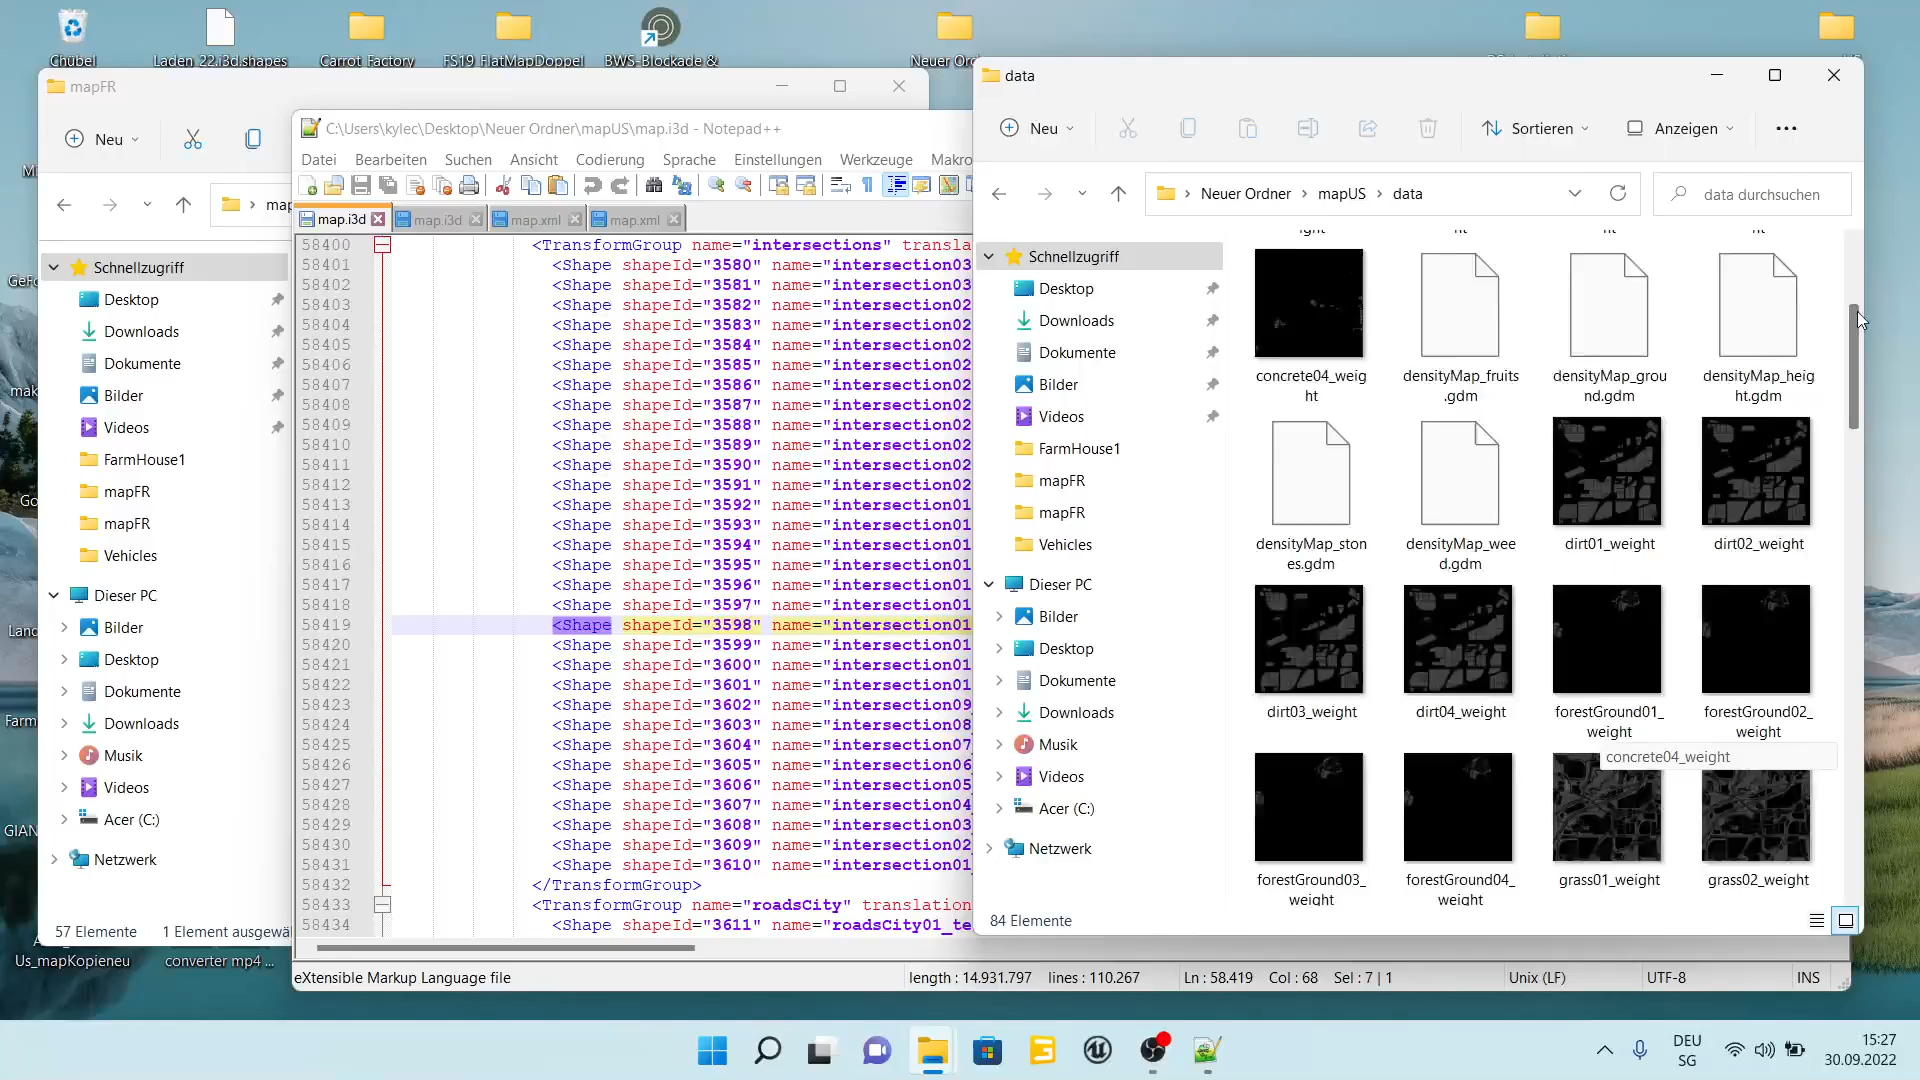 Chübel
Laden_22.i3d.shapes
Carrot Factory
FS19_FlatMapDoppel
BWS-Blockade &
Neuer Ord
mapFR
Neu
map
Schnellzugriff
Desktop
Downloads
Dokumente
Bilder
Videos
FarmHouse1
mapFR
mapFR
Vehicles
Dieser PC
Bilder
Desktop
Dokumente
Downloads
Musik
Videos
Acer (C:)
Netzwerk
57 Elemente
1 Element ausgewä
Us_mapKopieneu
converter mp4 ...
C:\Users\kylec\Desktop\Neuer Ordner\mapUS\map.i3d - Notepad++
Datei Bearbeiten Suchen Ansicht Codierung Sprache Einstellungen Werkzeuge Makro
map.i3d map.i3d map.xml map.xml
58400 <TransformGroup name="intersections" transla
58401 <Shape shapeId="3580" name="intersection03
58402 <Shape shapeId="3581" name="intersection03
58403 <Shape shapeId="3582" name="intersection02
58404 <Shape shapeId="3583" name="intersection02
58405 <Shape shapeId="3584" name="intersection02
58406 <Shape shapeId="3585" name="intersection02
58407 <Shape shapeId="3586" name="intersection02
58408 <Shape shapeId="3587" name="intersection02
58409 <Shape shapeId="3588" name="intersection02
58410 <Shape shapeId="3589" name="intersection02
58411 <Shape shapeId="3590" name="intersection02
58412 <Shape shapeId="3591" name="intersection02
58413 <Shape shapeId="3592" name="intersection01
58414 <Shape shapeId="3593" name="intersection01
58415 <Shape shapeId="3594" name="intersection01
58416 <Shape shapeId="3595" name="intersection01
58417 <Shape shapeId="3596" name="intersection01
58418 <Shape shapeId="3597" name="intersection01
58419 <Shape shapeId="3598" name="intersection01
58420 <Shape shapeId="3599" name="intersection01
58421 <Shape shapeId="3600" name="intersection01
58422 <Shape shapeId="3601" name="intersection01
58423 <Shape shapeId="3602" name="intersection09
58424 <Shape shapeId="3603" name="intersection08
58425 <Shape shapeId="3604" name="intersection07
58426 <Shape shapeId="3605" name="intersection06
58427 <Shape shapeId="3606" name="intersection05
58428 <Shape shapeId="3607" name="intersection04
58429 <Shape shapeId="3608" name="intersection03
58430 <Shape shapeId="3609" name="intersection02
58431 <Shape shapeId="3610" name="intersection01
58432 </TransformGroup>
58433 <TransformGroup name="roadsCity" translation
58434 <Shape shapeId="3611" name="roadsCity01_te
eXtensible Markup Language file
length : 14.931.797 lines : 110.267
Ln : 58.419 Col : 68 Sel : 7 | 1
Unix (LF)
UTF-8
INS
data
Neu
Sortieren
Anzeigen
Neuer Ordner
mapUS
data
data durchsuchen
Schnellzugriff
Desktop
Downloads
Dokumente
Bilder
Videos
FarmHouse1
mapFR
mapFR
Vehicles
Dieser PC
Bilder
Desktop
Dokumente
Downloads
Musik
Videos
Acer (C:)
Netzwerk
concrete04_weig
ht
densityMap_fruits
.gdm
densityMap_grou
nd.gdm
densityMap_heig
ht.gdm
densityMap_ston
es.gdm
densityMap_wee
d.gdm
dirt01_weight
dirt02_weight
dirt03_weight
dirt04_weight
forestGround01_
weight
forestGround02_
weight
concrete04_weight
forestGround03_
weight
forestGround04_
weight
grass01_weight
grass02_weight
84 Elemente
DEU
SG
15:27
30.09.2022